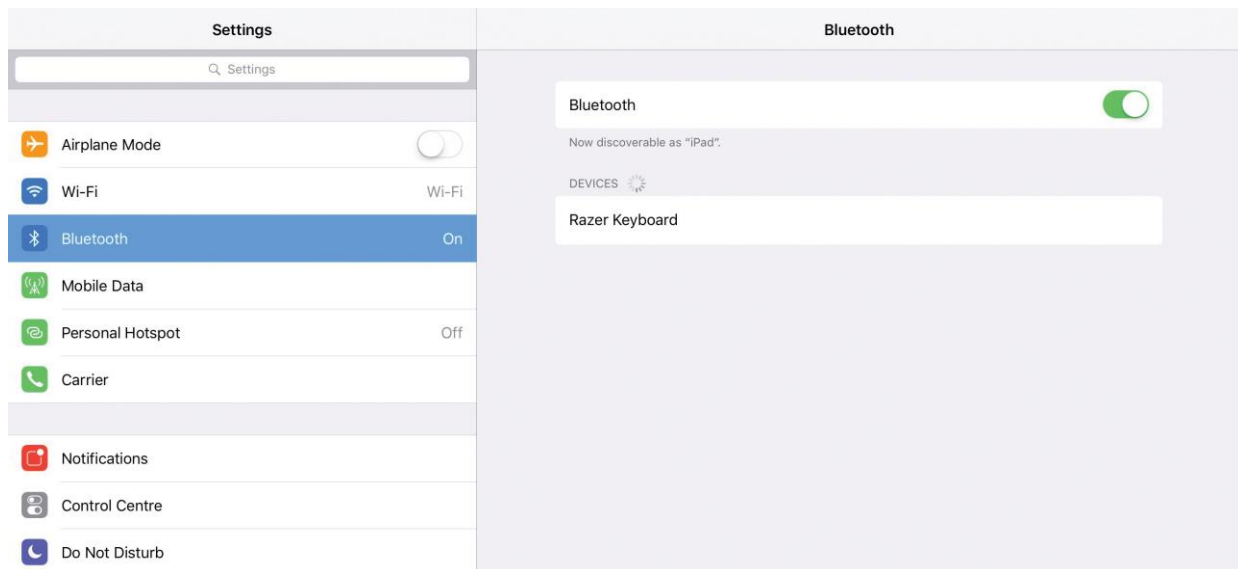 Settings
Settings
Airplane Mode
Wi-Fi Wi-Fi
Bluetooth On
Mobile Data
Personal Hotspot Off
Carrier
Notifications
Control Centre
Do Not Disturb
Bluetooth
Bluetooth
Now discoverable as “iPad”.
DEVICES
Razer Keyboard